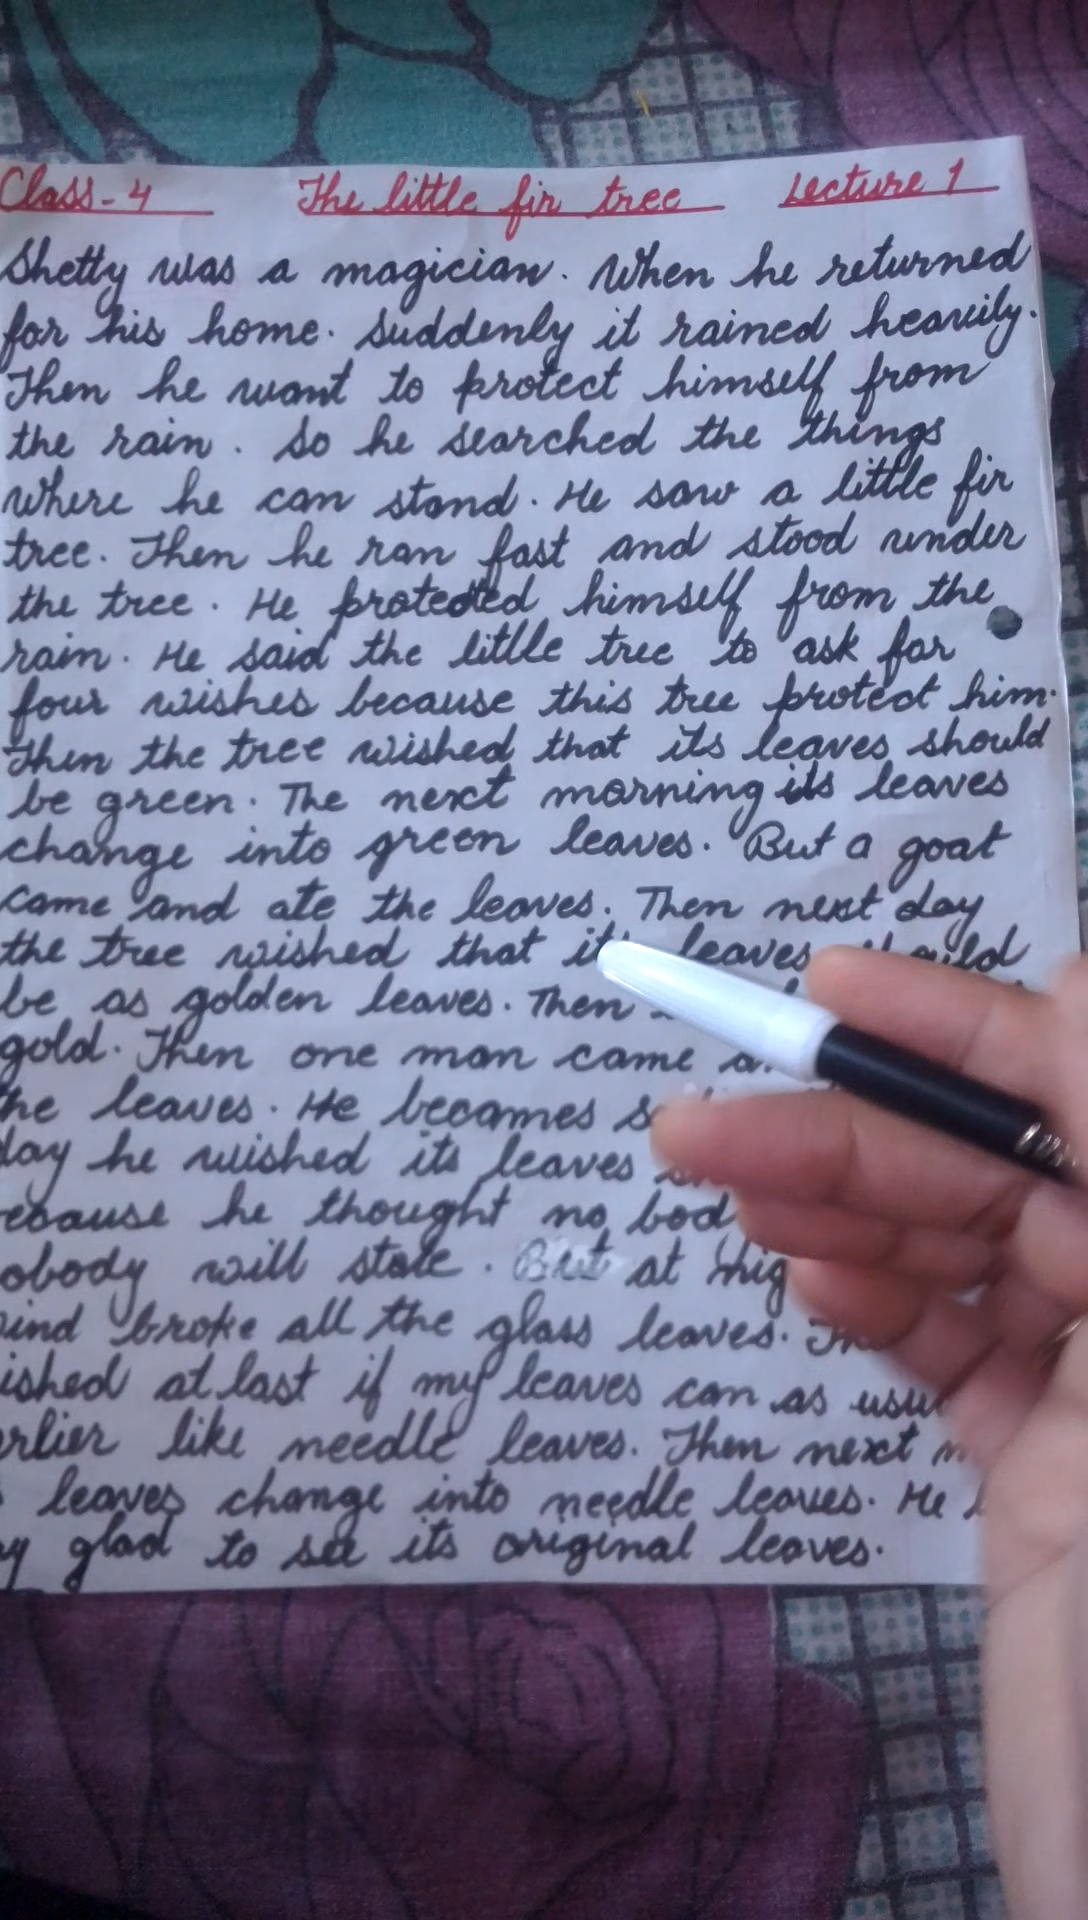 Class-4 The little fir tree Lecture 1
Shetty was a magician. When he returned
for his home. Suddenly it rained heavily.
Then he want to protect himself from
the rain. So he searched the things
where he can stand. He saw a little fir
tree. Then he ran fast and stood under
the tree. He protected himself from the
rain. He said the little tree to ask for
four wishes because this tree protect him.
Then the tree wished that its leaves should
be green. The next morning its leaves
change into green leaves. But a goat
came and ate the leaves. Then next day
the tree wished that its leaves should
be as golden leaves. Then
gold. Then one man came
the leaves. He becames
day he wished its leaves
because he thought no bod
nobody will stole. But at
wind broke all the glass leaves.
wished at last if my leaves can as
earlier like needle leaves. Then next
leaves change into needle leaves. He
glad to see its original leaves.